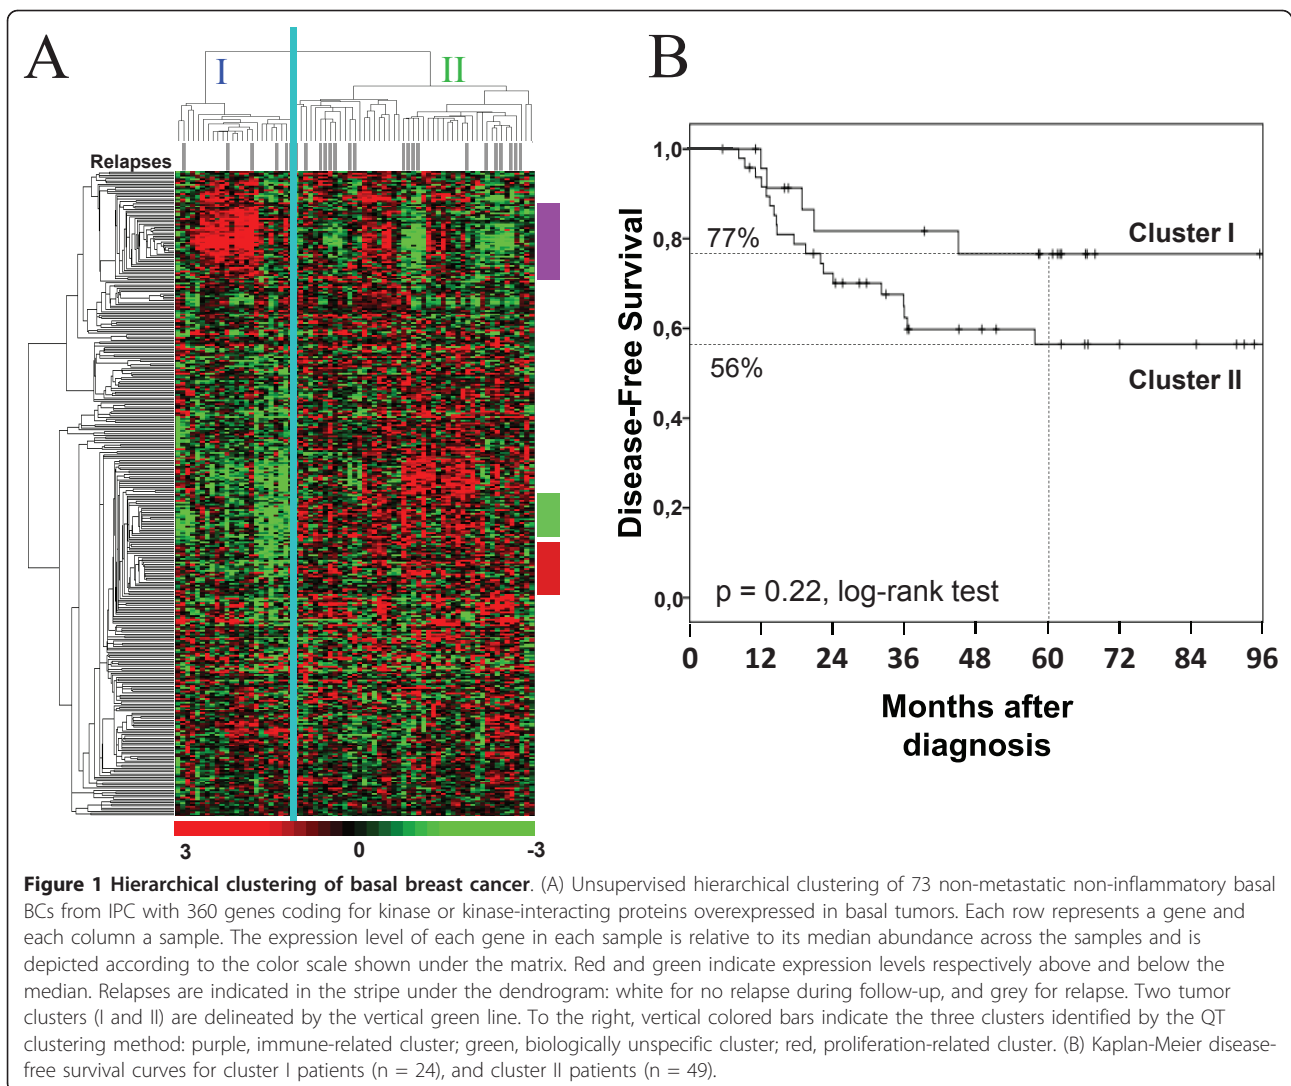 A
I
II
Relapses
3
0
-3
B
1,0
0,8
0,6
0,4
0,2
0,0
Disease-Free Survival
77%
56%
Cluster I
Cluster II
p = 0.22, log-rank test
0
12
24
36
48
60
72
84
96
Months after
diagnosis
Figure 1 Hierarchical clustering of basal breast cancer. (A) Unsupervised hierarchical clustering of 73 non-metastatic non-inflammatory basal
BCs from IPC with 360 genes coding for kinase or kinase-interacting proteins overexpressed in basal tumors. Each row represents a gene and
each column a sample. The expression level of each gene in each sample is relative to its median abundance across the samples and is
depicted according to the color scale shown under the matrix. Red and green indicate expression levels respectively above and below the
median. Relapses are indicated in the stripe under the dendrogram: white for no relapse during follow-up, and grey for relapse. Two tumor
clusters (I and II) are delineated by the vertical green line. To the right, vertical colored bars indicate the three clusters identified by the QT
clustering method: purple, immune-related cluster; green, biologically unspecific cluster; red, proliferation-related cluster. (B) Kaplan-Meier disease-
free survival curves for cluster I patients (n = 24), and cluster II patients (n = 49).